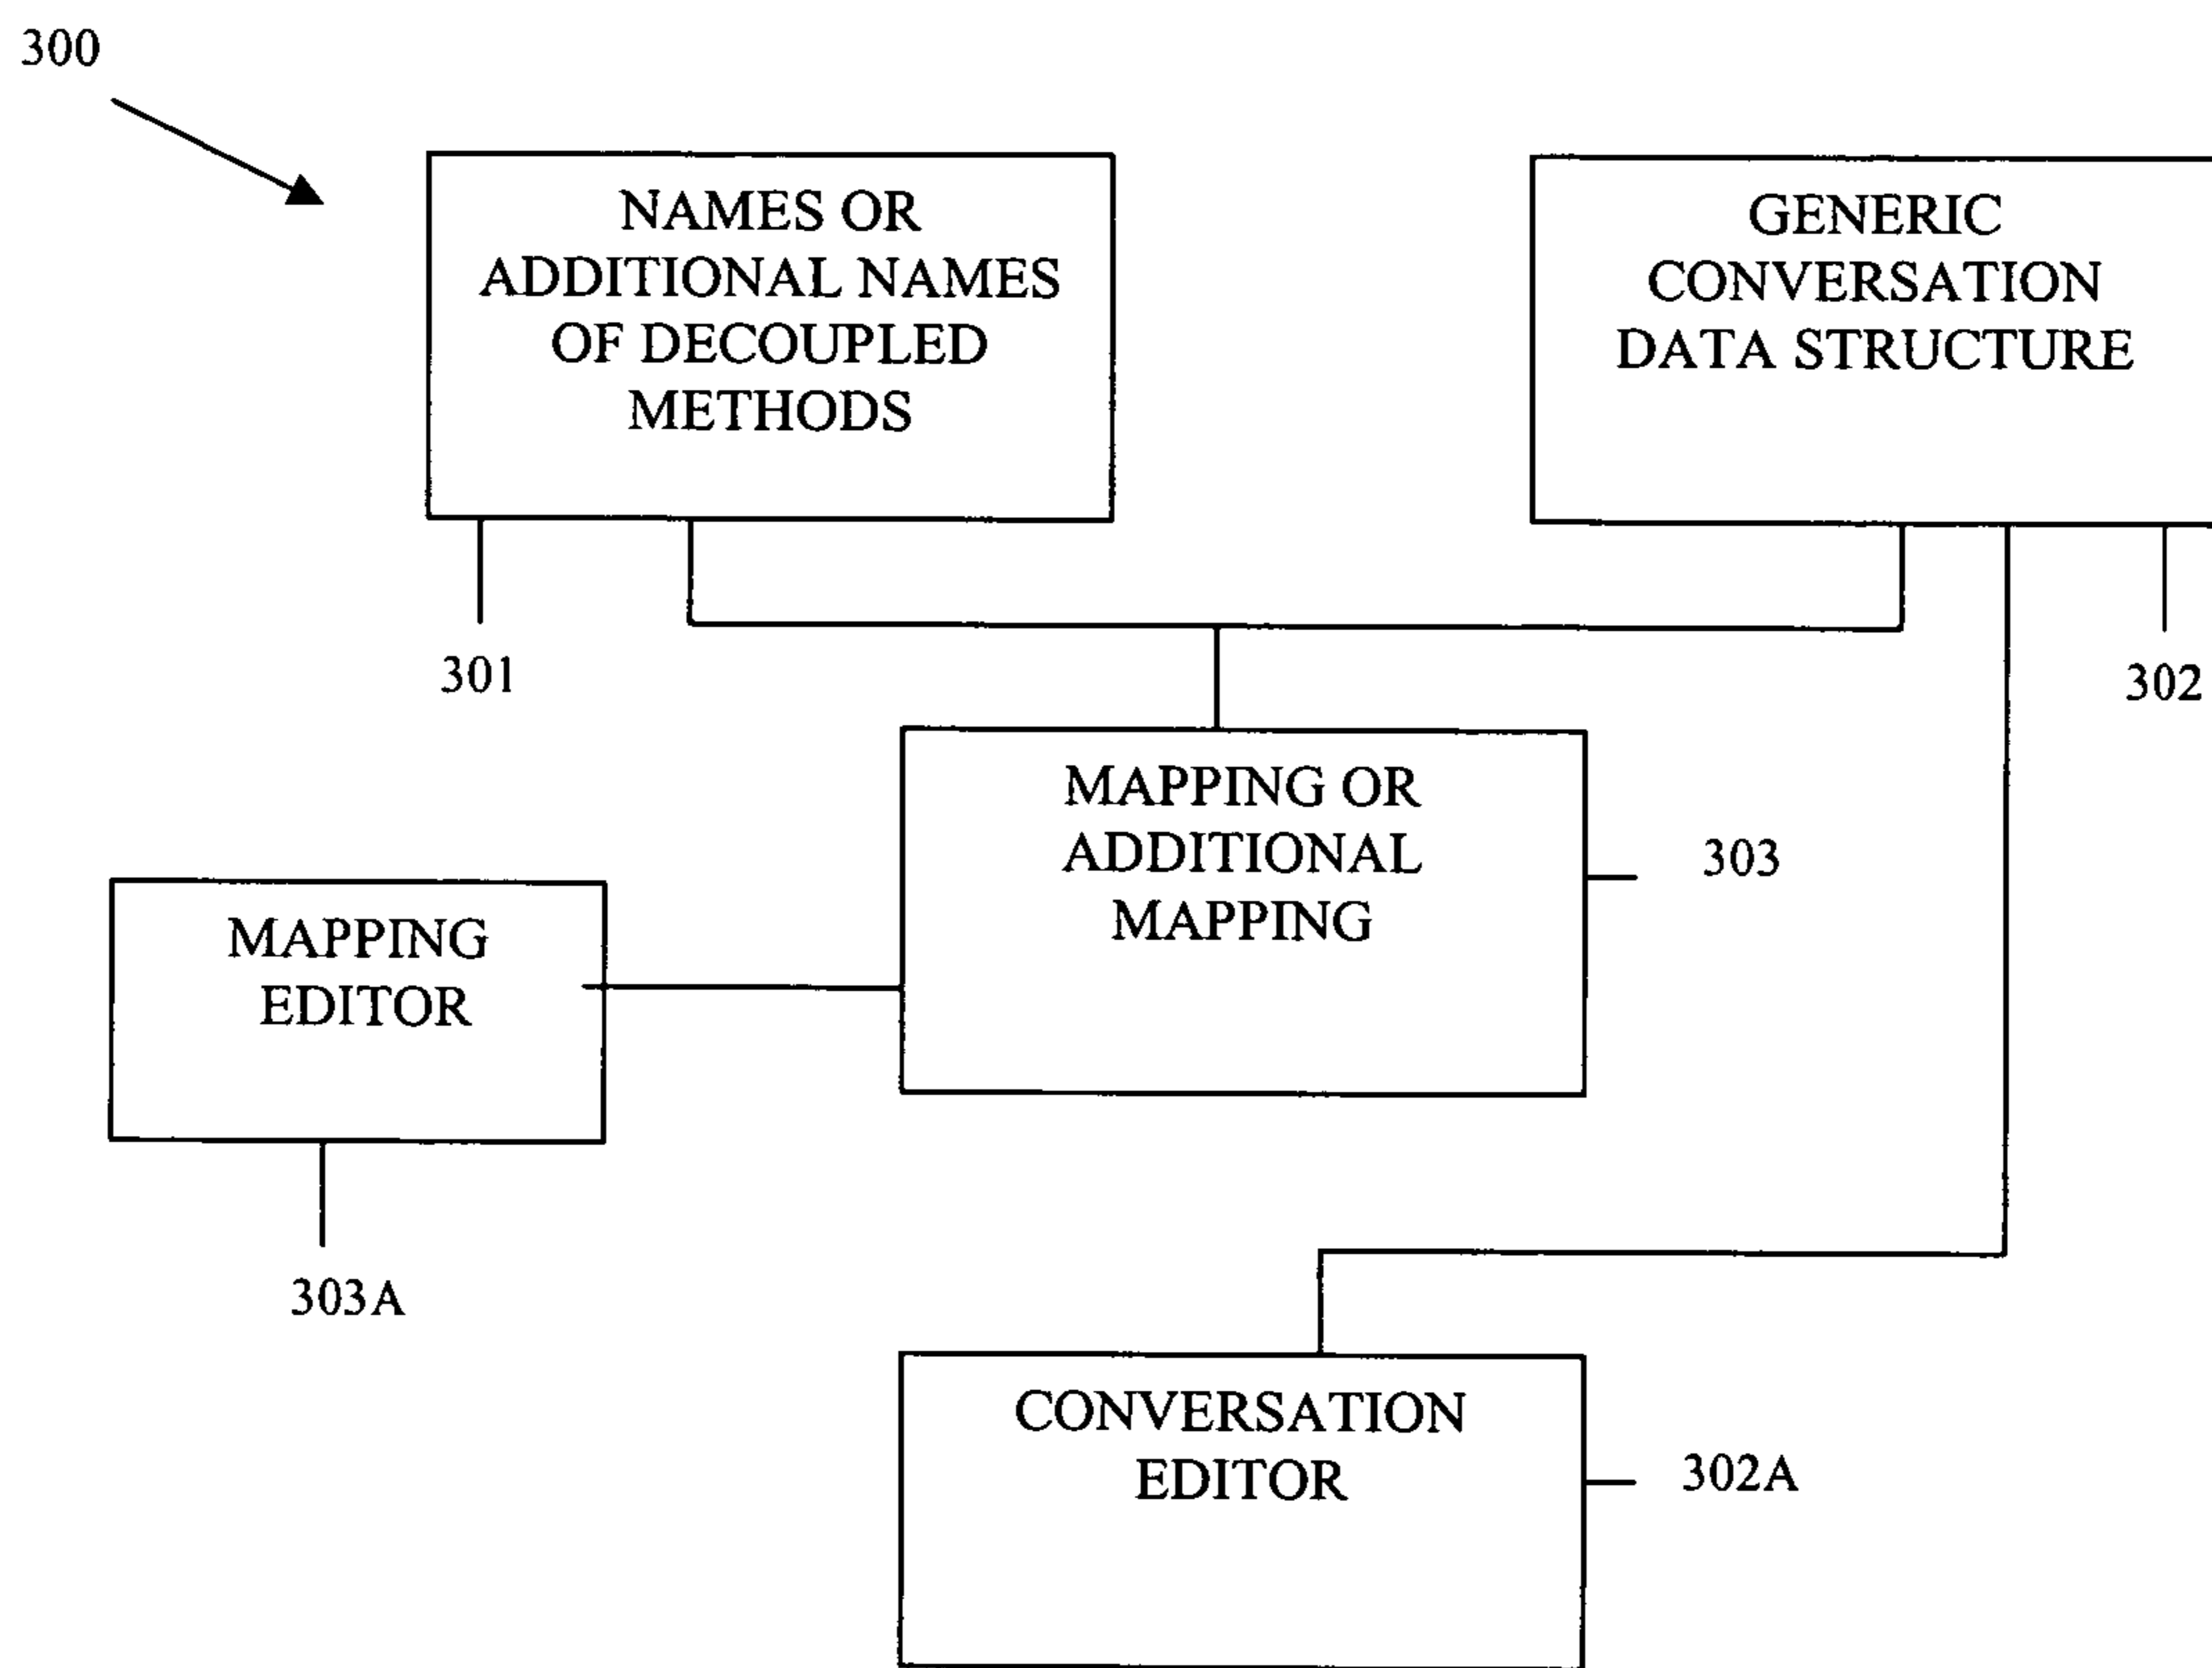 300
NAMES OR
ADDITIONAL NAMES
OF DECOUPLED
METHODS
GENERIC
CONVERSATION
DATA STRUCTURE
301
302
MAPPING OR
ADDITIONAL
MAPPING
303
MAPPING
EDITOR
303A
CONVERSATION
EDITOR
302A